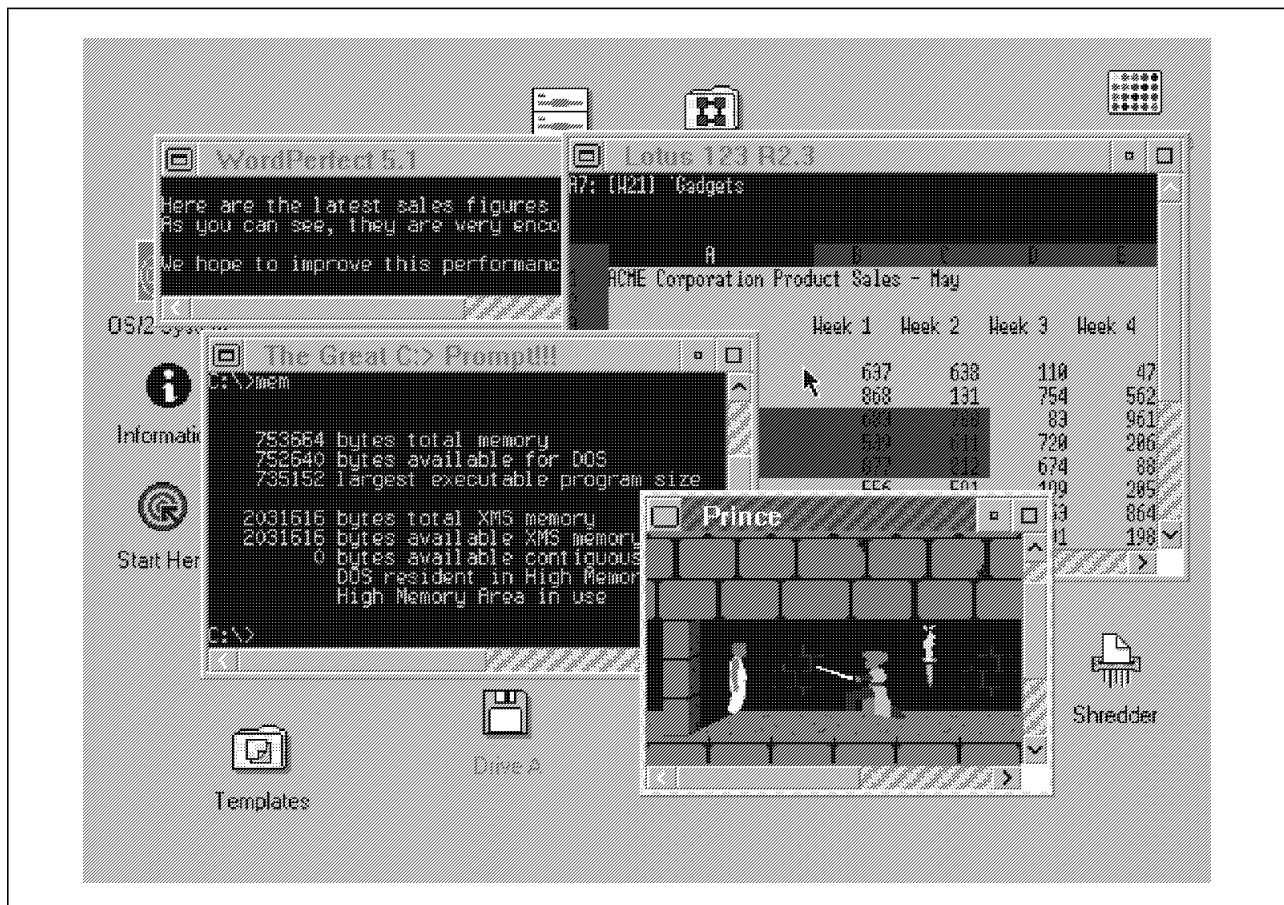 WordPerfect 5.1
Here are the latest sales figures
As you can see, they are very enco
We hope to improve this performanc
Lotus 123 R2.3
A7: [W21] 'Gadgets
A B C D E
1 ACME Corporation Product Sales - May
Week 1 Week 2 Week 3 Week 4
637 638 110 47
868 131 754 562
83 961
720 206
674 88
205
864
198
OS/2
Informatio
Start Her
The Great C:> Prompt!!!
C:\>mem
753664 bytes total memory
752640 bytes available for DOS
735152 largest executable program size
2031616 bytes total XMS memory
2031616 bytes available XMS memory
0 bytes available contiguous
DOS resident in High Memor
High Memory Area in use
C:\>
Prince
Shredder
Drive A
Templates